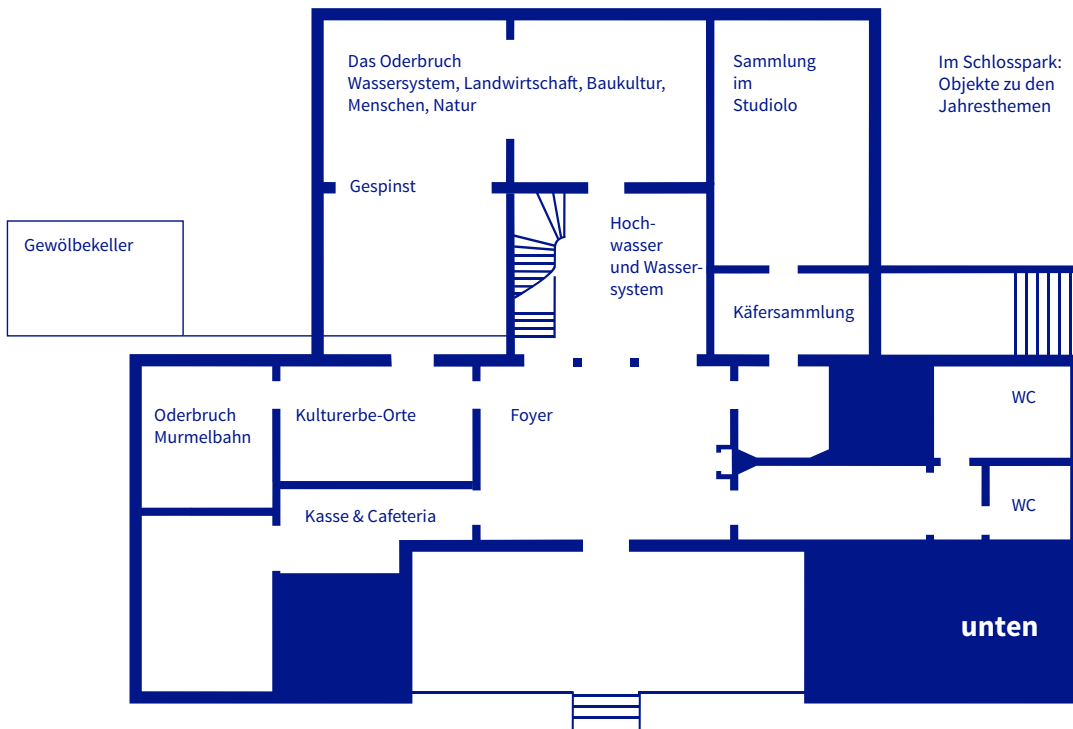 Das Oderbruch
Wassersystem, Landwirtschaft, Baukultur,
Menschen, Natur
Sammlung
im
Studiolo
Im Schlosspark:
Objekte zu den
Jahresthemen
Gespinst
Gewölbekeller
Hoch-
wasser
und Wasser-
system
Käfersammlung
Oderbruch
Murmelbahn
Kulturerbe-Orte
Foyer
WC
Kasse & Cafeteria
WC
unten